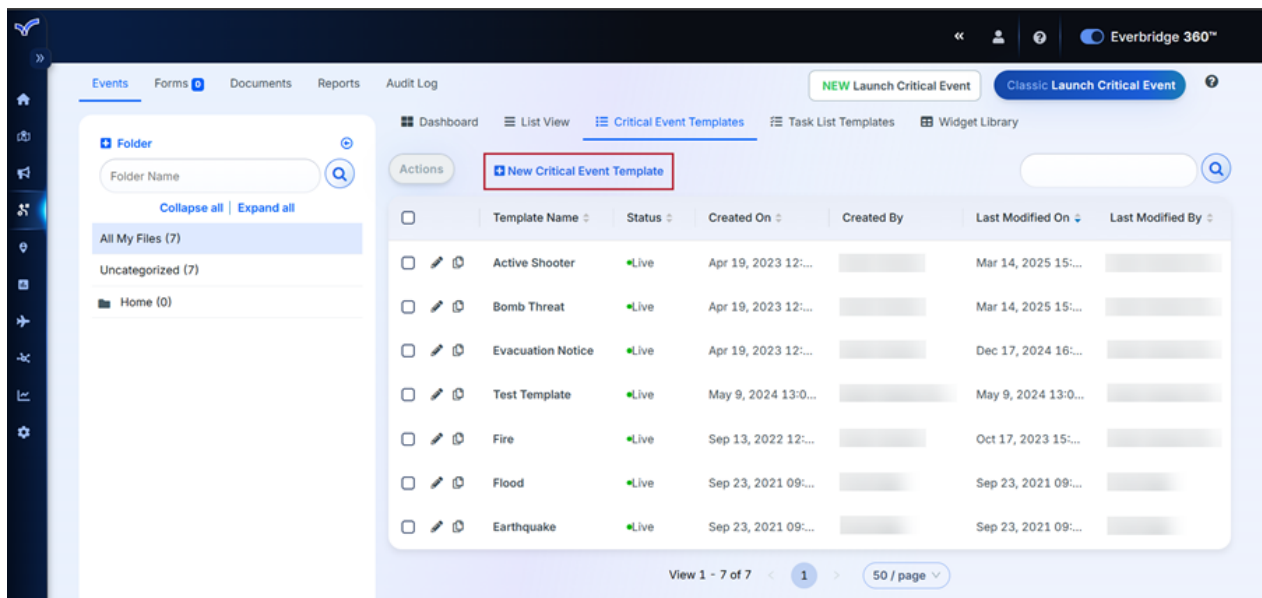 Everbridge 360™
Events Forms 0 Documents Reports Audit Log
NEW Launch Critical Event Classic Launch Critical Event
Dashboard List View Critical Event Templates Task List Templates Widget Library
Folder
Folder Name
Collapse all | Expand all
All My Files (7)
Uncategorized (7)
Home (0)
Actions New Critical Event Template
Template Name Status Created On Created By Last Modified On Last Modified By
Active Shooter Live Apr 19, 2023 12:... Mar 14, 2025 15:...
Bomb Threat Live Apr 19, 2023 12:... Mar 14, 2025 15:...
Evacuation Notice Live Apr 19, 2023 12:... Dec 17, 2024 16:...
Test Template Live May 9, 2024 13:0... May 9, 2024 13:0...
Fire Live Sep 13, 2022 12:... Oct 17, 2023 15:...
Flood Live Sep 23, 2021 09:... Sep 23, 2021 09:...
Earthquake Live Sep 23, 2021 09:... Sep 23, 2021 09:...
View 1 - 7 of 7 < 1 > 50 / page